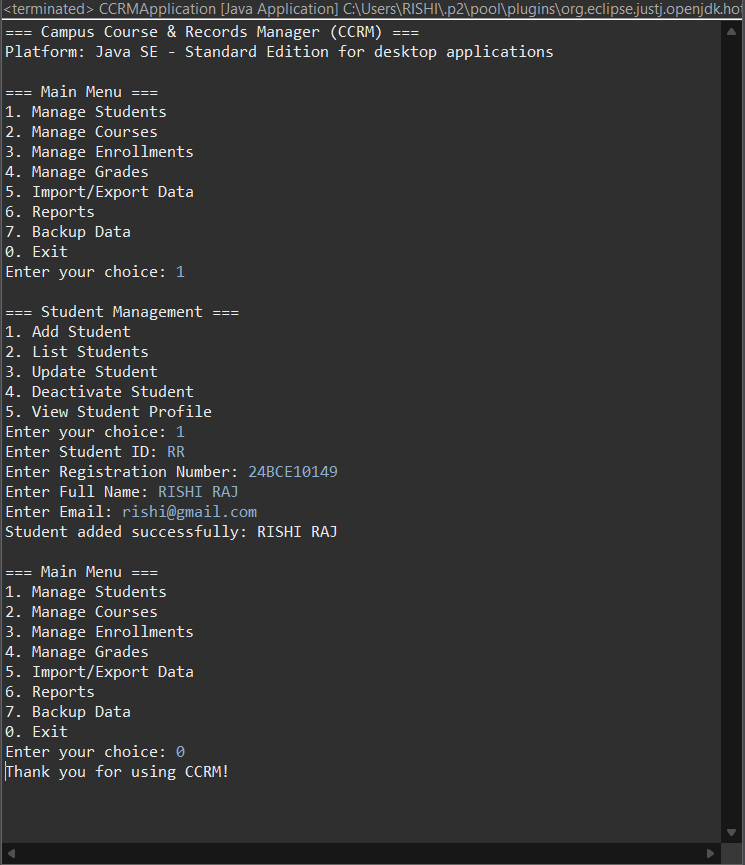 <terminated> CCRMApplication [Java Application] C:\Users\RISHI\.p2\pool\plugins\org.eclipse.justj.openjdk.hot
=== Campus Course & Records Manager (CCRM) ===
Platform: Java SE - Standard Edition for desktop applications
=== Main Menu ===
1. Manage Students
2. Manage Courses
3. Manage Enrollments
4. Manage Grades
5. Import/Export Data
6. Reports
7. Backup Data
0. Exit
Enter your choice: 1
=== Student Management ===
1. Add Student
2. List Students
3. Update Student
4. Deactivate Student
5. View Student Profile
Enter your choice: 1
Enter Student ID: RR
Enter Registration Number: 24BCE10149
Enter Full Name: RISHI RAJ
Enter Email: rishi@gmail.com
Student added successfully: RISHI RAJ
=== Main Menu ===
1. Manage Students
2. Manage Courses
3. Manage Enrollments
4. Manage Grades
5. Import/Export Data
6. Reports
7. Backup Data
0. Exit
Enter your choice: 0
Thank you for using CCRM!